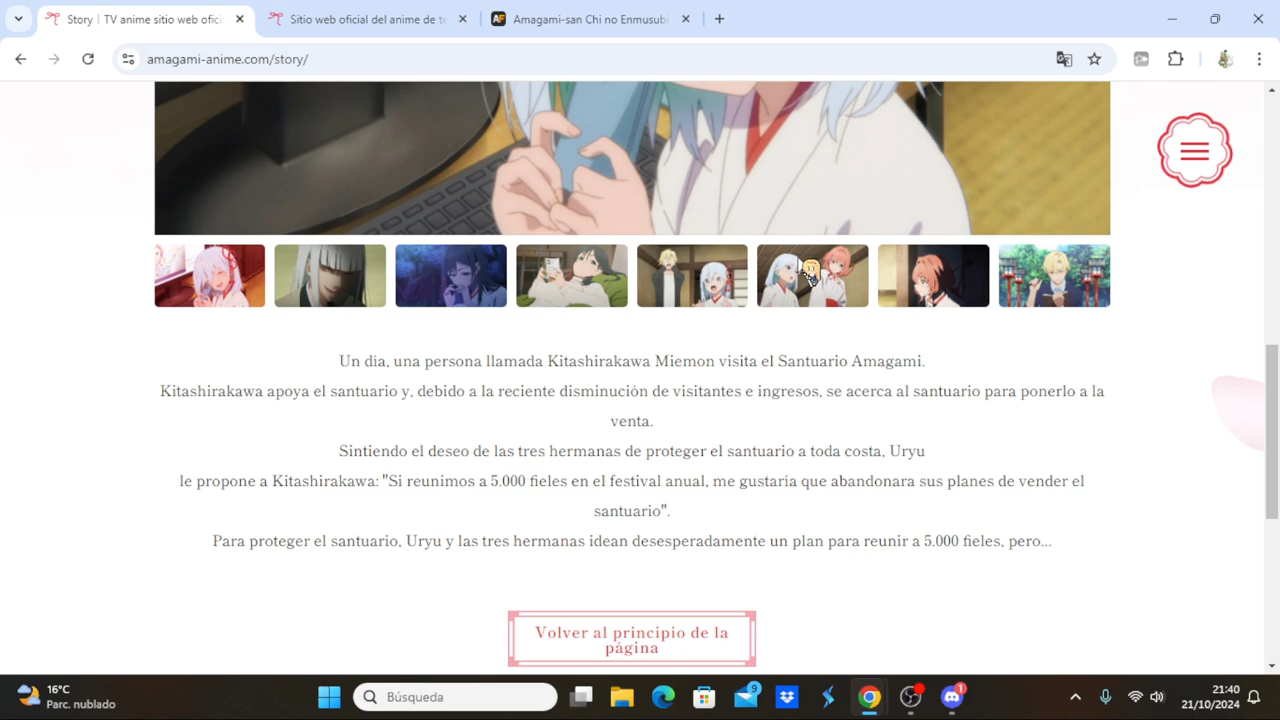 Story | TV anime sitio web ofici
Sitio web oficial del anime de te
AF
Amagami-san Chi no Enmusubi
amagami-anime.com/story/
Un dia, una persona llamada Kitashirakawa Miemon visita el Santuario Amagami.
Kitashirakawa apoya el santuario y, debido a la reciente disminución de visitantes e ingresos, se acerca al santuario para ponerlo a la
venta.
Sintiendo el deseo de las tres hermanas de proteger el santuario a toda costa, Uryu
le propone a Kitashirakawa: "Si reunimos a 5.000 fieles en el festival anual, me gustaria que abandonara sus planes de vender el
santuario".
Para proteger el santuario, Uryu y las tres hermanas idean desesperadamente un plan para reunir a 5.000 fieles, pero...
Volver al principio de la
página
16°C
Parc. nublado
Búsqueda
9
1
21:40
21/10/2024